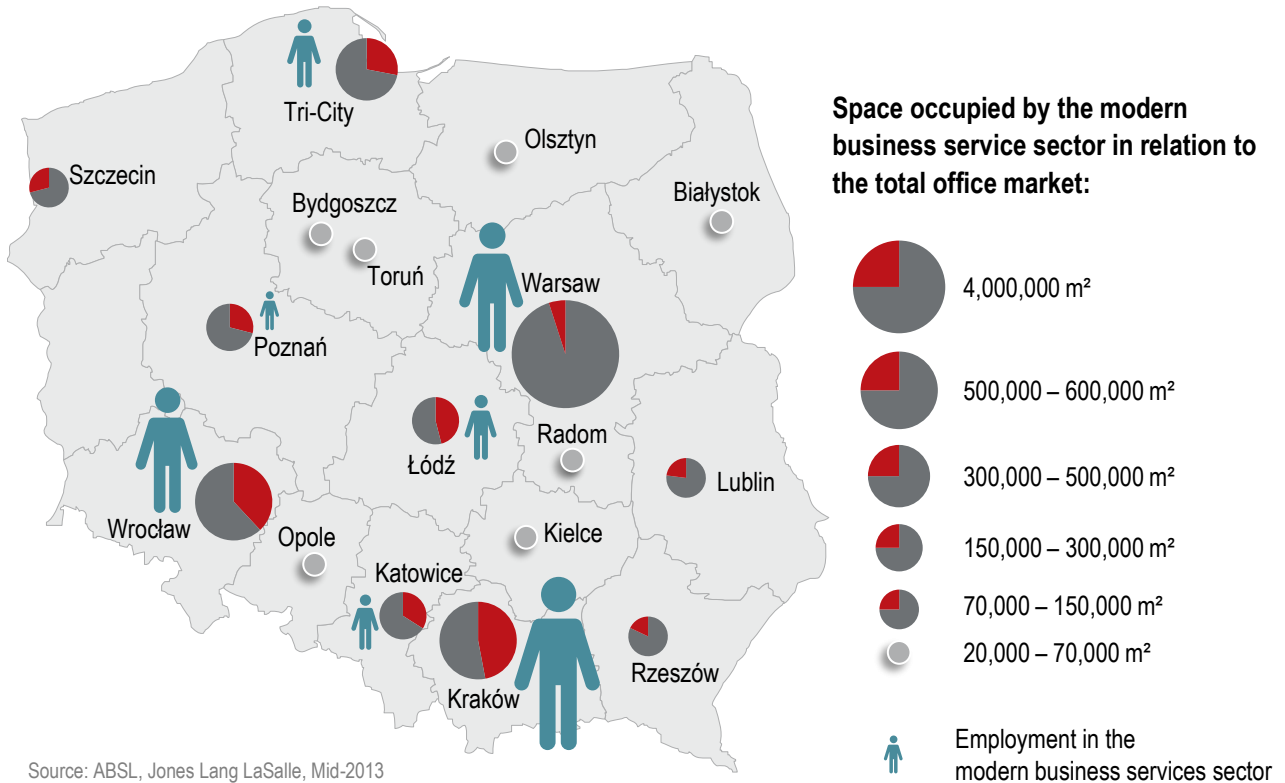 Tri-City
Olsztyn
Szczecin
Białystok
Bydgoszcz
Toruń
Warsaw
Poznań
Łódź
Radom
Lublin
Wrocław
Opole
Kielce
Katowice
Kraków
Rzeszów
Source: ABSL, Jones Lang LaSalle, Mid-2013
Space occupied by the modern
business service sector in relation to
the total office market:
4,000,000 m²
500,000 – 600,000 m²
300,000 – 500,000 m²
150,000 – 300,000 m²
70,000 – 150,000 m²
20,000 – 70,000 m²
Employment in the
modern business services sector